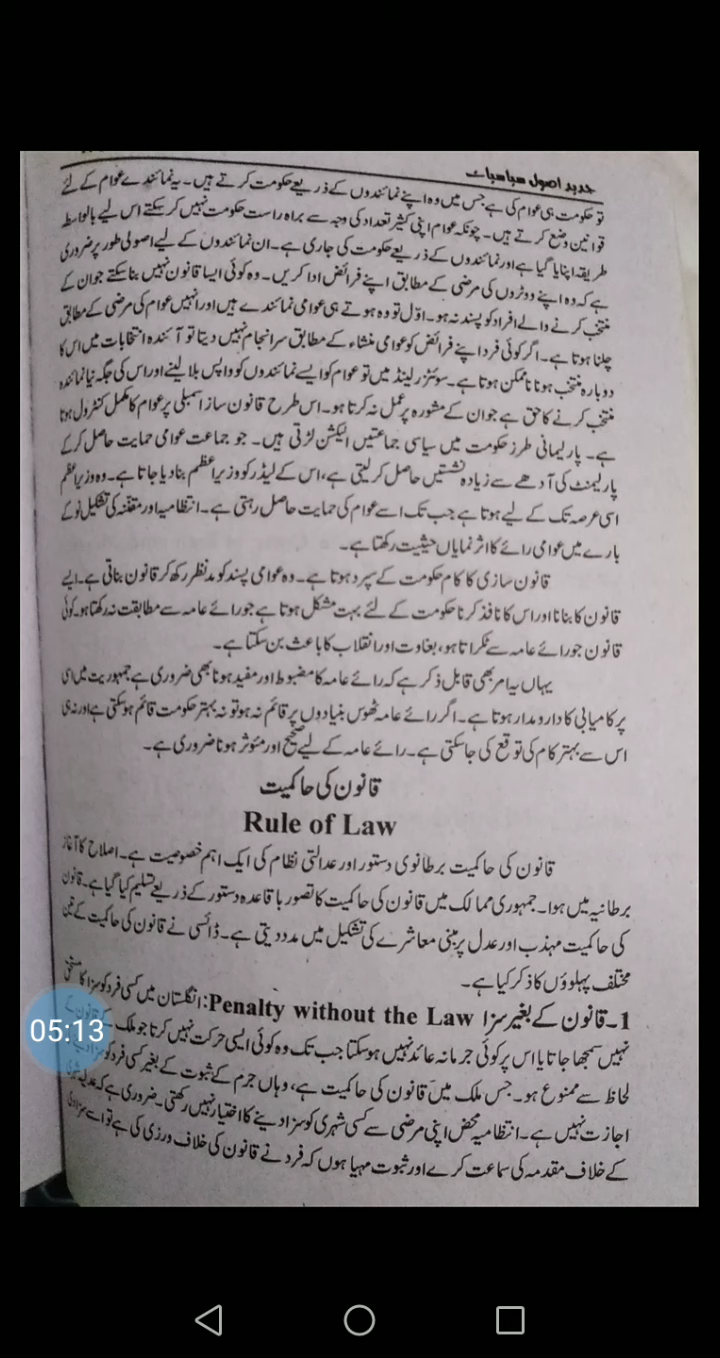 جدید اصول سیاسیات
تو حکومت ہی عوام کی ہے جس میں وہ اپنے نمائندوں کے ذریعے حکومت کرتے ہیں۔ یہ نمائندے عوام کے لئے
قوانین وضع کرتے ہیں۔ چونکہ عوام اپنی کثیر تعداد کی وجہ سے براہ راست حکومت نہیں کر سکتے اس لیے بالواسطہ
طریقہ اپنایا گیا ہے اور نمائندوں کے ذریعے حکومت کی جاری ہے۔ ان نمائندوں کے لیے اصولی طور پر ضروری
ہے کہ وہ اپنے ووٹروں کی مرضی کے مطابق اپنے فرائض ادا کریں۔ وہ کوئی ایسا قانون نہیں بنا سکتے جو ان کے
منتخب کرنے والے افراد کو پسند نہ ہو۔ اوّل تو وہ ہوتے ہی عوامی نمائندے ہیں اور انہیں عوام کی مرضی کے مطابق
چلنا ہوتا ہے۔ اگر کوئی فرد اپنے فرائض کو عوامی منشاء کے مطابق سرانجام نہیں دیتا تو آئندہ انتخابات میں اس کا
دوبارہ منتخب ہونا ناممکن ہوتا ہے۔ سوئٹزرلینڈ میں تو عوام کو ایسے نمائندوں کو واپس بلا لینے اور اس کی جگہ نیا نمائندہ
منتخب کرنے کا حق ہے جو ان کے مشورہ پر عمل نہ کرتا ہو۔ اس طرح قانون ساز اسمبلی پر عوام کا مکمل کنٹرول ہوتا
ہے۔ پارلیمانی طرز حکومت میں سیاسی جماعتیں الیکشن لڑتی ہیں۔ جو جماعت عوامی حمایت حاصل کر کے
پارلیمنٹ کی آدھے سے زیادہ نشستیں حاصل کر لیتی ہے، اس کے لیڈر کو وزیراعظم بنا دیا جاتا ہے۔ وہ وزیراعظم
اسی عرصہ تک کے لیے ہوتا ہے جب تک اسے عوام کی حمایت حاصل رہتی ہے۔ انتظامیہ اور مقننہ کی تشکیل نو کے
بارے میں عوامی رائے کا اثر نمایاں حیثیت رکھتا ہے۔
قانون سازی کا کام حکومت کے سپرد ہوتا ہے۔ وہ عوامی پسند کو مدنظر رکھ کر قانون بناتی ہے۔ ایسے
قانون کا بنانا اور اس کا نافذ کرنا حکومت کے لئے بہت مشکل ہوتا ہے جو رائے عامہ سے مطابقت نہ رکھتا ہو۔ کوئی
قانون جو رائے عامہ سے ٹکراتا ہو، بغاوت اور انقلاب کا باعث بن سکتا ہے۔
یہاں یہ امر بھی قابل ذکر ہے کہ رائے عامہ کا مضبوط اور مفید ہونا بھی ضروری ہے جمہوریت میں اسی
پر کامیابی کا دارومدار ہوتا ہے۔ اگر رائے عامہ ٹھوس بنیادوں پر قائم نہ ہو تو نہ بہتر حکومت قائم ہو سکتی ہے اور نہ ہی
اس سے بہتر کام کی توقع کی جا سکتی ہے۔ رائے عامہ کے لیے صحیح اور مؤثر ہونا ضروری ہے۔
قانون کی حاکمیت
Rule of Law
قانون کی حاکمیت برطانوی دستور اور عدالتی نظام کی ایک اہم خصوصیت ہے۔ اصلاح کا آغاز
برطانیہ میں ہوا۔ جمہوری ممالک میں قانون کی حاکمیت کا تصور باقاعدہ دستور کے ذریعے تسلیم کیا گیا ہے۔ قانون
کی حاکمیت مہذب اور عدل پر مبنی معاشرے کی تشکیل میں مدد دیتی ہے۔ ڈائسی نے قانون کی حاکمیت کے تین
مختلف پہلوؤں کا ذکر کیا ہے۔
1۔ قانون کے بغیر سزا Penalty without the Law: انگلستان میں کسی فرد کو سزا کا مستحق
نہیں سمجھا جاتا یا اس پر کوئی جرمانہ عائد نہیں ہو سکتا جب تک وہ کوئی ایسی حرکت نہیں کرتا جو ملک کے قانون کے
لحاظ سے ممنوع ہو۔ جس ملک میں قانون کی حاکمیت ہے، وہاں جرم کے ثبوت کے بغیر کسی فرد کو سزا
اجازت نہیں ہے۔ انتظامیہ محض اپنی مرضی سے کسی شہری کو سزا دینے کا اختیار نہیں رکھتی۔ ضروری ہے کہ عدلیہ
کے خلاف مقدمہ کی سماعت کرے اور ثبوت مہیا ہوں کہ فرد نے قانون کی خلاف ورزی کی ہے تو اسے
05:13